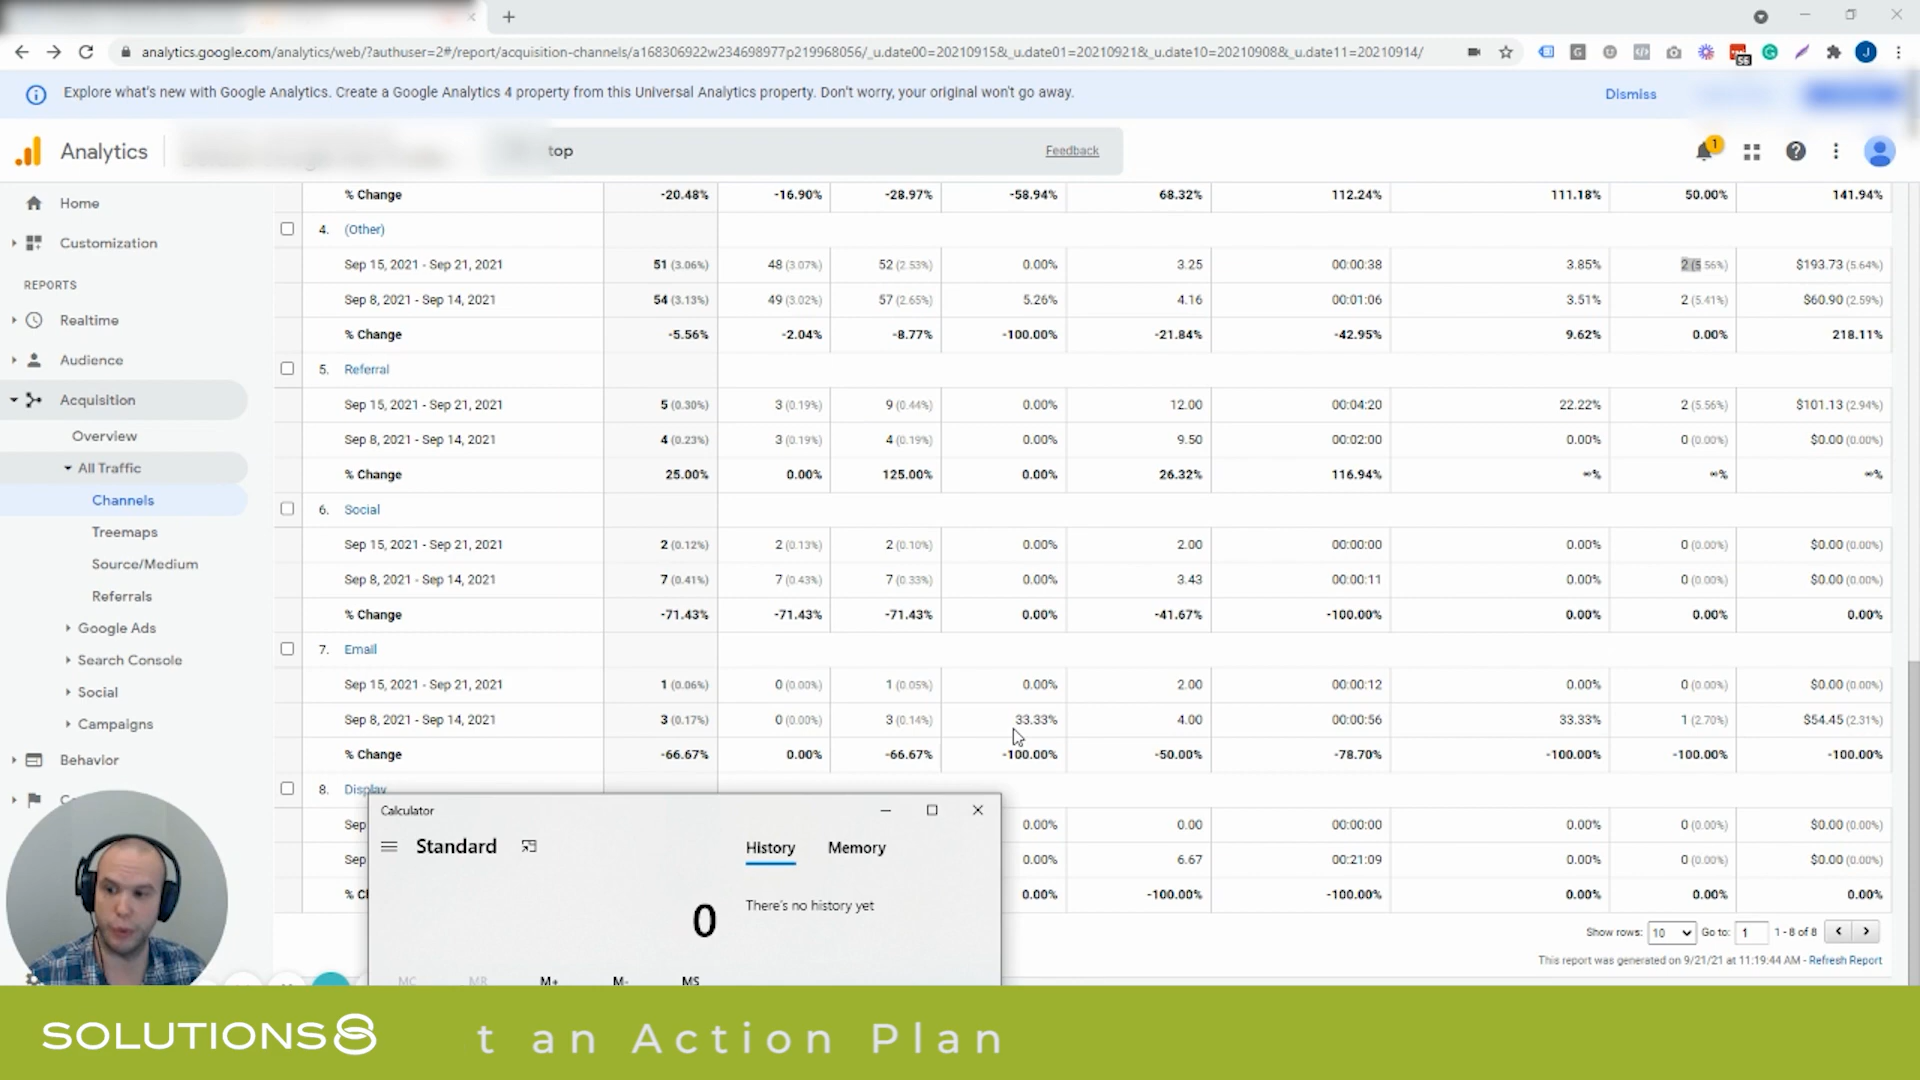 analytics.google.com/analytics/web/?authuser=2#/report/acquisition-channels/a168306922w234698977p219968056/_u.date00=20210915&_u.date01=20210921&_u.date10=20210908&_u.date11=20210914/
56
J
Explore what's new with Google Analytics. Create a Google Analytics 4 property from this Universal Analytics property. Don't worry, your original won't go away.
Dismiss
Analytics
top
Feedback
1
Home
Customization
REPORTS
Realtime
Audience
Acquisition
Overview
All Traffic
Channels
Treemaps
Source/Medium
Referrals
Google Ads
Search Console
Social
Campaigns
Behavior
% Change -20.48% -16.90% -28.97% -58.94% 68.32% 112.24% 111.18% 50.00% 141.94%
4. (Other)
Sep 15, 2021 - Sep 21, 2021 51 (3.06%) 48 (3.07%) 52 (2.53%) 0.00% 3.25 00:00:38 3.85% 2 (5.56%) $193.73 (5.64%)
Sep 8, 2021 - Sep 14, 2021 54 (3.13%) 49 (3.02%) 57 (2.65%) 5.26% 4.16 00:01:06 3.51% 2 (5.41%) $60.90 (2.59%)
% Change -5.56% -2.04% -8.77% -100.00% -21.84% -42.95% 9.62% 0.00% 218.11%
5. Referral
Sep 15, 2021 - Sep 21, 2021 5 (0.30%) 3 (0.19%) 9 (0.44%) 0.00% 12.00 00:04:20 22.22% 2 (5.56%) $101.13 (2.94%)
Sep 8, 2021 - Sep 14, 2021 4 (0.23%) 3 (0.19%) 4 (0.19%) 0.00% 9.50 00:02:00 0.00% 0 (0.00%) $0.00 (0.00%)
% Change 25.00% 0.00% 125.00% 0.00% 26.32% 116.94% ∞% ∞% ∞%
6. Social
Sep 15, 2021 - Sep 21, 2021 2 (0.12%) 2 (0.13%) 2 (0.10%) 0.00% 2.00 00:00:00 0.00% 0 (0.00%) $0.00 (0.00%)
Sep 8, 2021 - Sep 14, 2021 7 (0.41%) 7 (0.43%) 7 (0.33%) 0.00% 3.43 00:00:11 0.00% 0 (0.00%) $0.00 (0.00%)
% Change -71.43% -71.43% -71.43% 0.00% -41.67% -100.00% 0.00% 0.00% 0.00%
7. Email
Sep 15, 2021 - Sep 21, 2021 1 (0.06%) 0 (0.00%) 1 (0.05%) 0.00% 2.00 00:00:12 0.00% 0 (0.00%) $0.00 (0.00%)
Sep 8, 2021 - Sep 14, 2021 3 (0.17%) 0 (0.00%) 3 (0.14%) 33.33% 4.00 00:00:56 33.33% 1 (2.70%) $54.45 (2.31%)
% Change -66.67% 0.00% -66.67% -100.00% -50.00% -78.70% -100.00% -100.00% -100.00%
8. Display
Sep 0.00% 0.00 00:00:00 0.00% 0 (0.00%) $0.00 (0.00%)
Sep 0.00% 6.67 00:21:09 0.00% 0 (0.00%) $0.00 (0.00%)
% Cl 0.00% -100.00% -100.00% 0.00% 0.00% 0.00%
Calculator
Standard
History Memory
0
There's no history yet
MC MR M+ M- MS
Show rows: 10 Go to: 1 1 - 8 of 8
This report was generated on 9/21/21 at 11:19:44 AM - Refresh Report
SOLUTIONS8
t an Action Plan